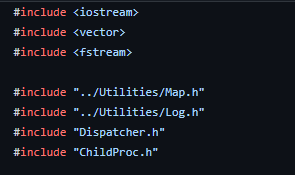 #include <iostream>
#include <vector>
#include <fstream>
#include "../Utilities/Map.h"
#include "../Utilities/Log.h"
#include "Dispatcher.h"
#include "ChildProc.h"